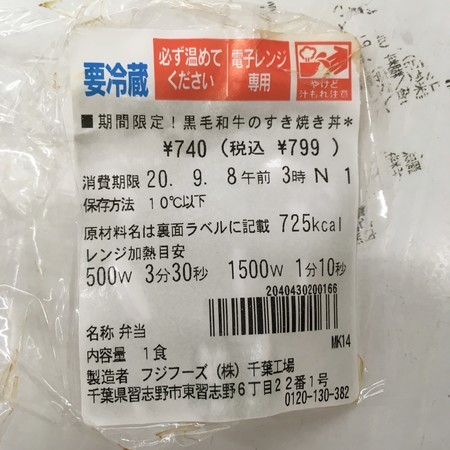 要冷蔵
必ず温めて
ください
電子レンジ
専用
やけど
汁もれ注意
■期間限定!黒毛和牛のすき焼き丼*
¥740(税込 ¥799 )
消費期限 20. 9. 8午前 3時 N 1
保存方法 10℃以下
原材料名は裏面ラベルに記載 725kcal
レンジ加熱目安
500W 3分30秒 1500W 1分10秒
2040430200166
MK14
名称 弁当
内容量 1食
製造者 フジフーズ(株)千葉工場
千葉県習志野市東習志野6丁目22番1号
0120-130-382